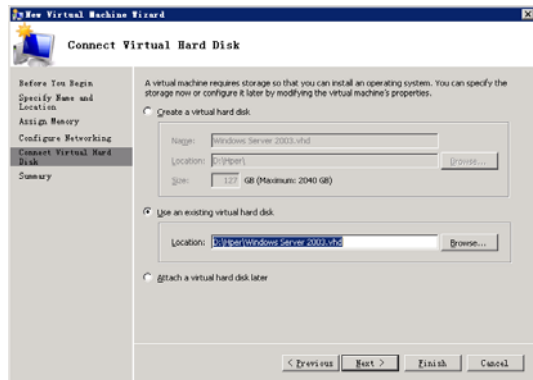 New Virtual Machine Wizard
Connect Virtual Hard Disk
Before You Begin
Specify Name and
Location
Assign Memory
Configure Networking
Connect Virtual Hard
Disk
Summary
A virtual machine requires storage so that you can install an operating system. You can specify the
storage now or configure it later by modifying the virtual machine's properties.
Create a virtual hard disk
Name: Windows Server 2003.vhd
Location: D:\Hiper\ Browse...
Size: 127 GB (Maximum: 2040 GB)
Use an existing virtual hard disk
Location: D:\Hiper\Windows Server 2003.vhd Browse...
Attach a virtual hard disk later
< Previous Next > Finish Cancel